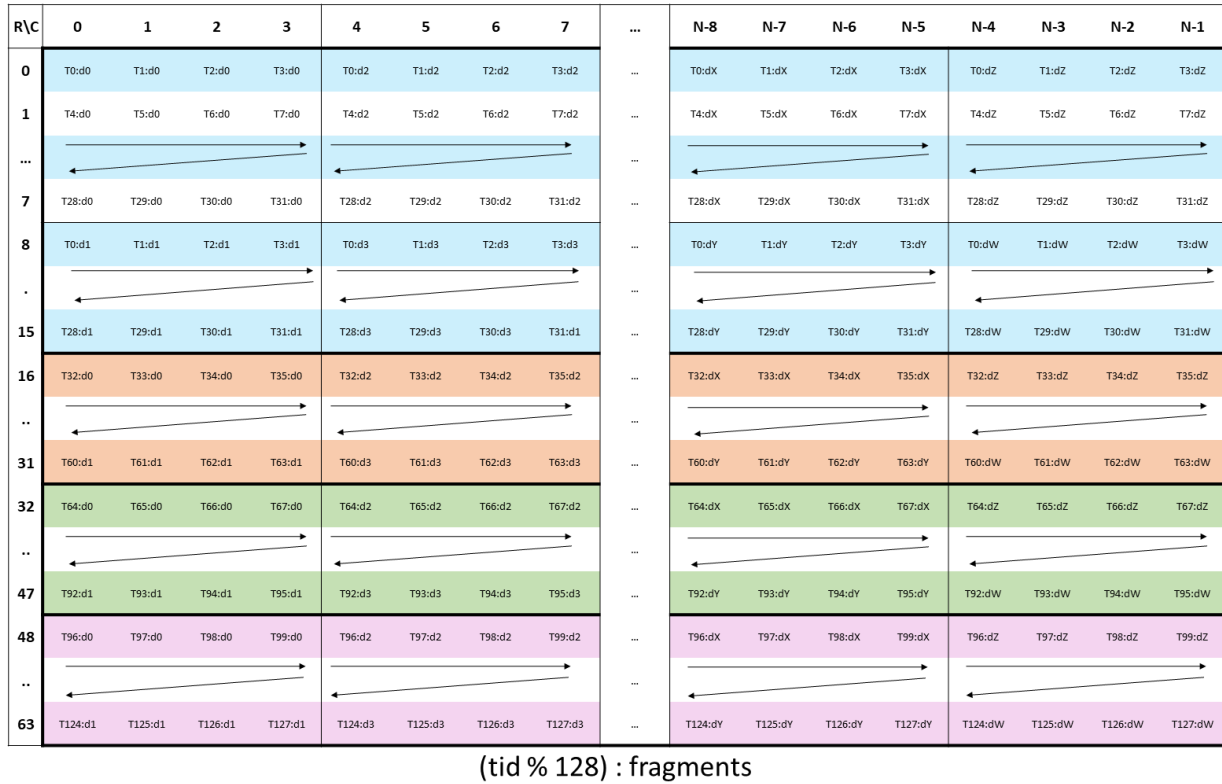 R\C 0 1 2 3 4 5 6 7 ... N-8 N-7 N-6 N-5 N-4 N-3 N-2 N-1
0 T0:d0 T1:d0 T2:d0 T3:d0 T0:d2 T1:d2 T2:d2 T3:d2 ... T0:dX T1:dX T2:dX T3:dX T0:dZ T1:dZ T2:dZ T3:dZ
1 T4:d0 T5:d0 T6:d0 T7:d0 T4:d2 T5:d2 T6:d2 T7:d2 ... T4:dX T5:dX T6:dX T7:dX T4:dZ T5:dZ T6:dZ T7:dZ
... ...
7 T28:d0 T29:d0 T30:d0 T31:d0 T28:d2 T29:d2 T30:d2 T31:d2 ... T28:dX T29:dX T30:dX T31:dX T28:dZ T29:dZ T30:dZ T31:dZ
8 T0:d1 T1:d1 T2:d1 T3:d1 T0:d3 T1:d3 T2:d3 T3:d3 ... T0:dY T1:dY T2:dY T3:dY T0:dW T1:dW T2:dW T3:dW
. ...
15 T28:d1 T29:d1 T30:d1 T31:d1 T28:d3 T29:d3 T30:d3 T31:d1 ... T28:dY T29:dY T30:dY T31:dY T28:dW T29:dW T30:dW T31:dW
16 T32:d0 T33:d0 T34:d0 T35:d0 T32:d2 T33:d2 T34:d2 T35:d2 ... T32:dX T33:dX T34:dX T35:dX T32:dZ T33:dZ T34:dZ T35:dZ
.. ...
31 T60:d1 T61:d1 T62:d1 T63:d1 T60:d3 T61:d3 T62:d3 T63:d3 ... T60:dY T61:dY T62:dY T63:dY T60:dW T61:dW T62:dW T63:dW
32 T64:d0 T65:d0 T66:d0 T67:d0 T64:d2 T65:d2 T66:d2 T67:d2 ... T64:dX T65:dX T66:dX T67:dX T64:dZ T65:dZ T66:dZ T67:dZ
.. ...
47 T92:d1 T93:d1 T94:d1 T95:d1 T92:d3 T93:d3 T94:d3 T95:d3 ... T92:dY T93:dY T94:dY T95:dY T92:dW T93:dW T94:dW T95:dW
48 T96:d0 T97:d0 T98:d0 T99:d0 T96:d2 T97:d2 T98:d2 T99:d2 ... T96:dX T97:dX T98:dX T99:dX T96:dZ T97:dZ T98:dZ T99:dZ
.. ...
63 T124:d1 T125:d1 T126:d1 T127:d1 T124:d3 T125:d3 T126:d3 T127:d3 ... T124:dY T125:dY T126:dY T127:dY T124:dW T125:dW T126:dW T127:dW
(tid % 128) : fragments